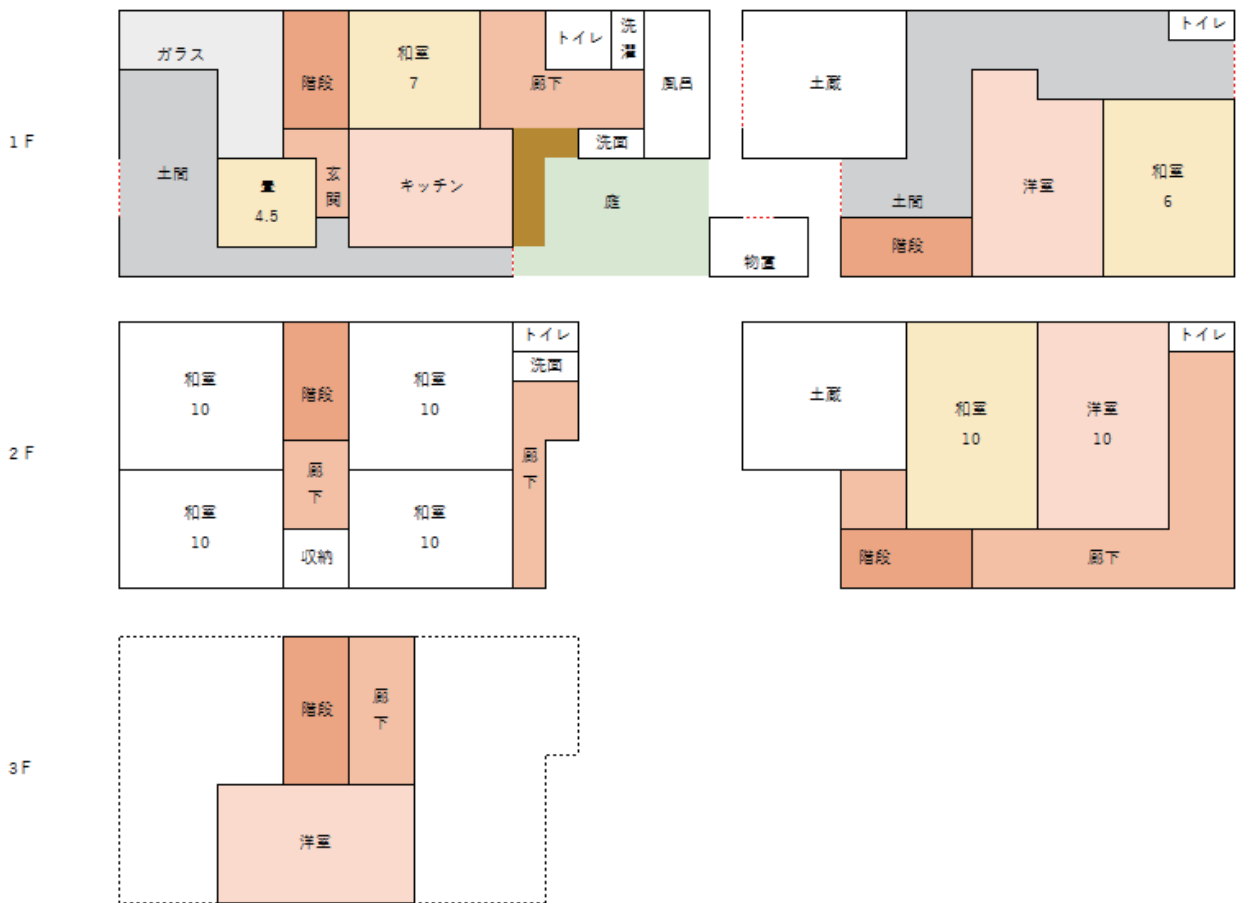 1F
ガラス
階段
和室
7
廊下
トイレ
洗
濯
風呂
土間
畳
4.5
玄
関
キッチン
洗面
庭
物置
土蔵
トイレ
土間
階段
洋室
和室
6
2F
和室
10
階段
和室
10
トイレ
洗面
廊
下
和室
10
廊
下
収納
和室
10
土蔵
和室
10
洋室
10
トイレ
階段
廊下
3F
階段
廊
下
洋室